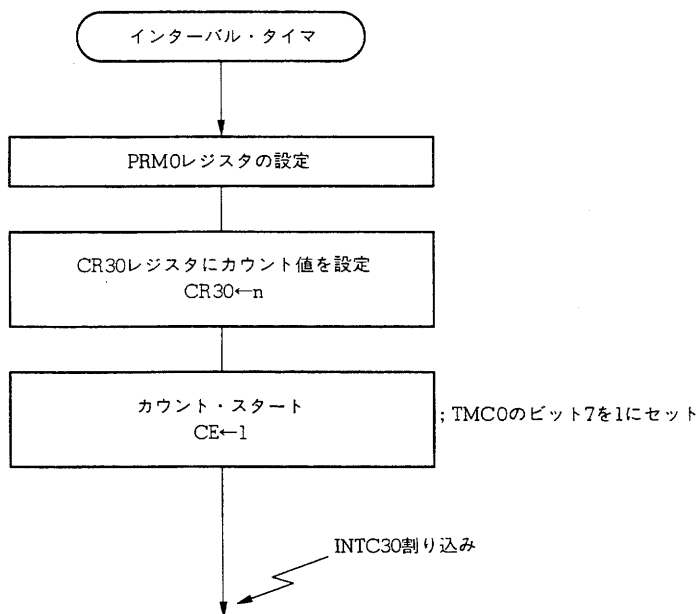 インターバル・タイマ
PRM0レジスタの設定
CR30レジスタにカウント値を設定
CR30←n
カウント・スタート
CE←1
；TMC0のビット7を1にセット
INTC30割り込み